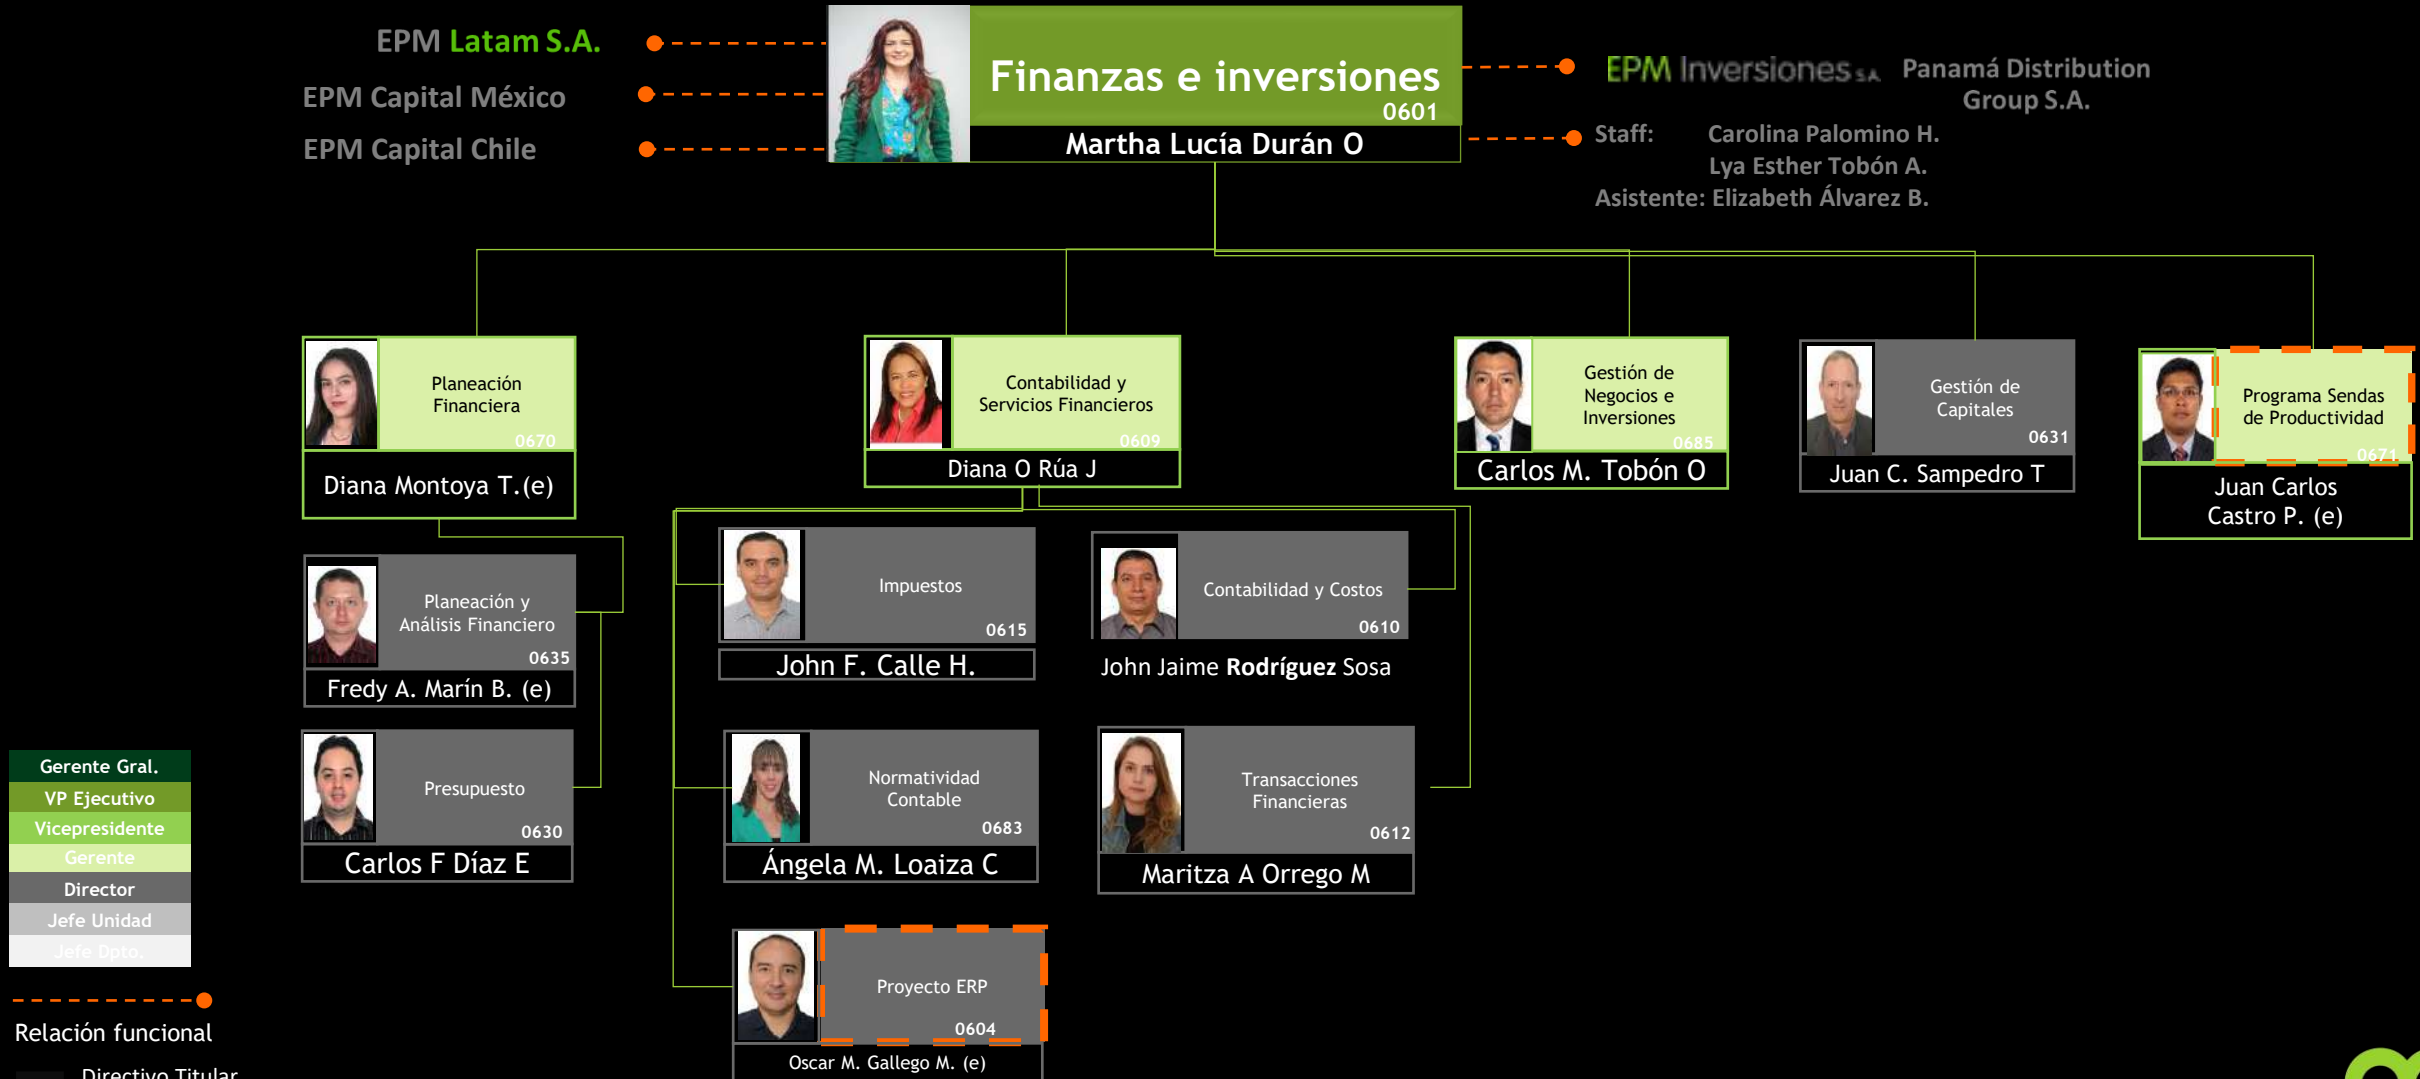 EPM Latam S.A.
EPM Capital México
EPM Capital Chile
Finanzas e inversiones
0601
Martha Lucía Durán O
EPM Inversiones S.A.
Panamá Distribution
Group S.A.
Staff: Carolina Palomino H.
Lya Esther Tobón A.
Asistente: Elizabeth Álvarez B.
Planeación
Financiera
0670
Diana Montoya T.(e)
Contabilidad y
Servicios Financieros
0609
Diana O Rúa J
Gestión de
Negocios e
Inversiones
0685
Carlos M. Tobón O
Gestión de
Capitales
0631
Juan C. Sampedro T
Programa Sendas
de Productividad
0671
Juan Carlos
Castro P. (e)
Planeación y
Análisis Financiero
0635
Fredy A. Marín B. (e)
Impuestos
0615
John F. Calle H.
Contabilidad y Costos
0610
John Jaime Rodríguez Sosa
Presupuesto
0630
Carlos F Díaz E
Normatividad
Contable
0683
Ángela M. Loaiza C
Transacciones
Financieras
0612
Maritza A Orrego M
Proyecto ERP
0604
Oscar M. Gallego M. (e)
Gerente Gral.
VP Ejecutivo
Vicepresidente
Gerente
Director
Jefe Unidad
Jefe Dpto.
Relación funcional
Directivo Titular